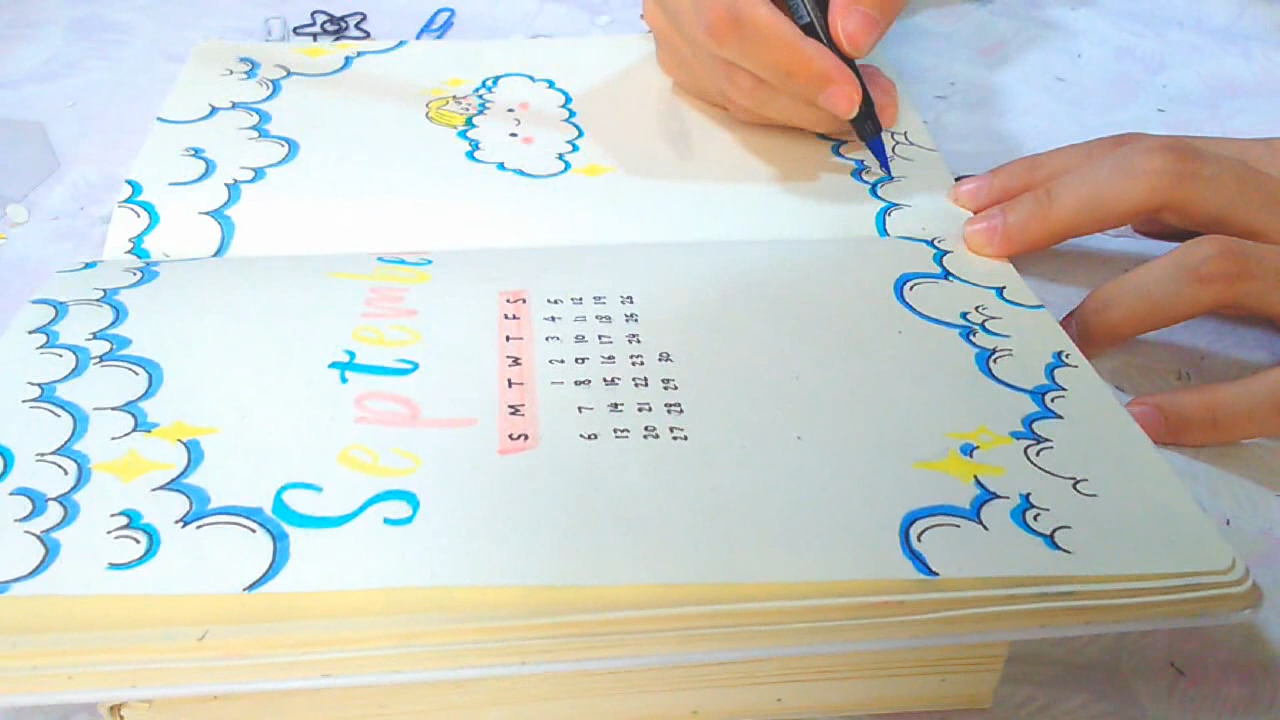 September
S M T W T F S
1 2 3 4 5
6 7 8 9 10 11 12
13 14 15 16 17 18 19
20 21 22 23 24 25 26
27 28 29 30